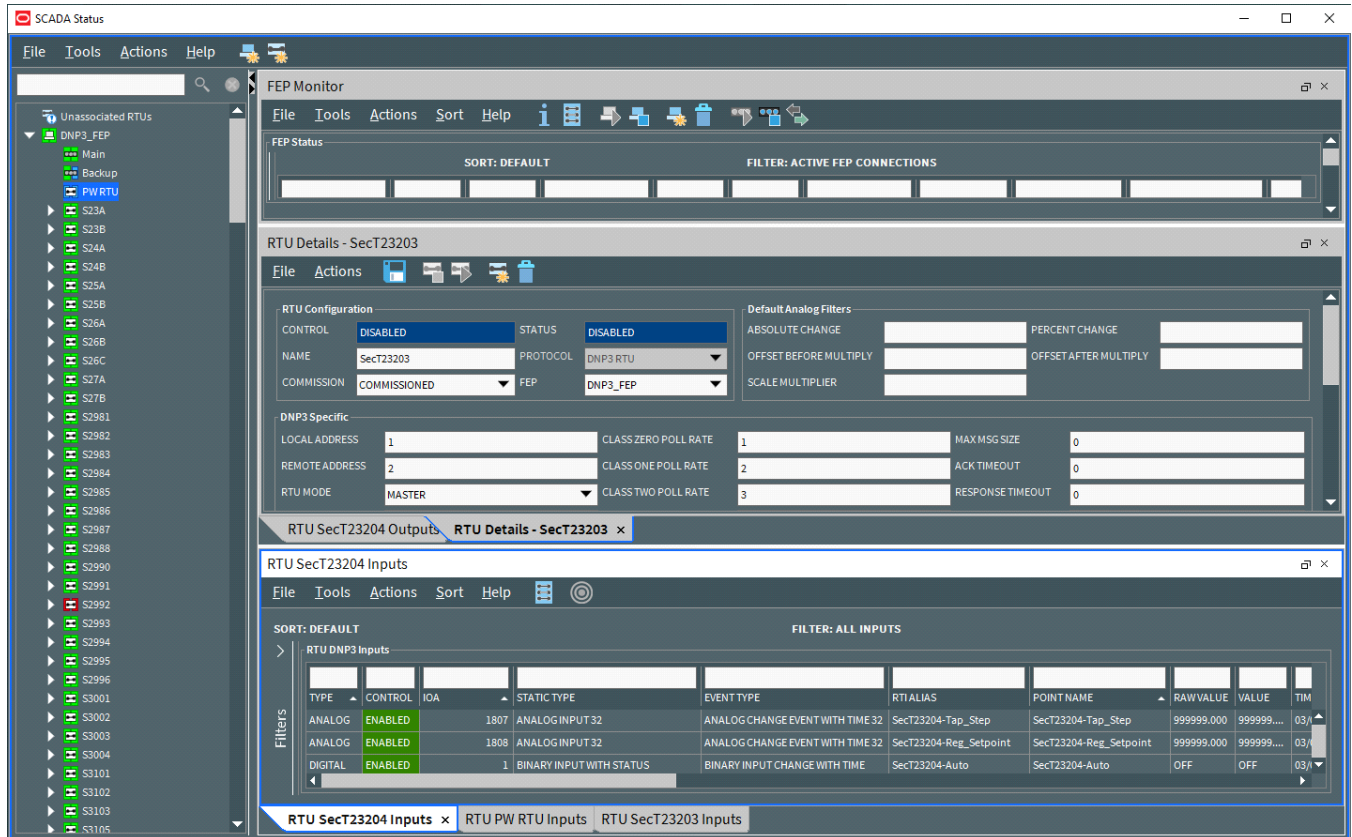 SCADA Status
File Tools Actions Help
Unassociated RTUs
DNP3_FEP
Main
Backup
PW RTU
S23A
S23B
S24A
S24B
S25A
S25B
S26A
S26B
S26C
S27A
S27B
S2981
S2982
S2983
S2984
S2985
S2986
S2987
S2988
S2990
S2991
S2992
S2993
S2994
S2995
S2996
S3001
S3002
S3003
S3004
S3101
S3102
S3103
S3105
FEP Monitor
File Tools Actions Sort Help
FEP Status
SORT: DEFAULT FILTER: ACTIVE FEP CONNECTIONS
RTU Details - SecT23203
File Actions
RTU Configuration
CONTROL DISABLED STATUS DISABLED
NAME SecT23203 PROTOCOL DNP3 RTU
COMMISSION COMMISSIONED FEP DNP3_FEP
Default Analog Filters
ABSOLUTE CHANGE PERCENT CHANGE
OFFSET BEFORE MULTIPLY OFFSET AFTER MULTIPLY
SCALE MULTIPLIER
DNP3 Specific
LOCAL ADDRESS 1 CLASS ZERO POLL RATE 1 MAX MSG SIZE 0
REMOTE ADDRESS 2 CLASS ONE POLL RATE 2 ACK TIMEOUT 0
RTU MODE MASTER CLASS TWO POLL RATE 3 RESPONSE TIMEOUT 0
RTU SecT23204 Outputs RTU Details - SecT23203 ×
RTU SecT23204 Inputs
File Tools Actions Sort Help
SORT: DEFAULT FILTER: ALL INPUTS
Filters
RTU DNP3 Inputs
TYPE CONTROL IOA STATIC TYPE EVENT TYPE RTI ALIAS POINT NAME RAW VALUE VALUE TIM
ANALOG ENABLED 1807 ANALOG INPUT 32 ANALOG CHANGE EVENT WITH TIME 32 SecT23204-Tap_Step SecT23204-Tap_Step 999999.000 999999.... 03/
ANALOG ENABLED 1808 ANALOG INPUT 32 ANALOG CHANGE EVENT WITH TIME 32 SecT23204-Reg_Setpoint SecT23204-Reg_Setpoint 999999.000 999999.... 03/
DIGITAL ENABLED 1 BINARY INPUT WITH STATUS BINARY INPUT CHANGE WITH TIME SecT23204-Auto SecT23204-Auto OFF OFF 03/
RTU SecT23204 Inputs × RTU PW RTU Inputs RTU SecT23203 Inputs